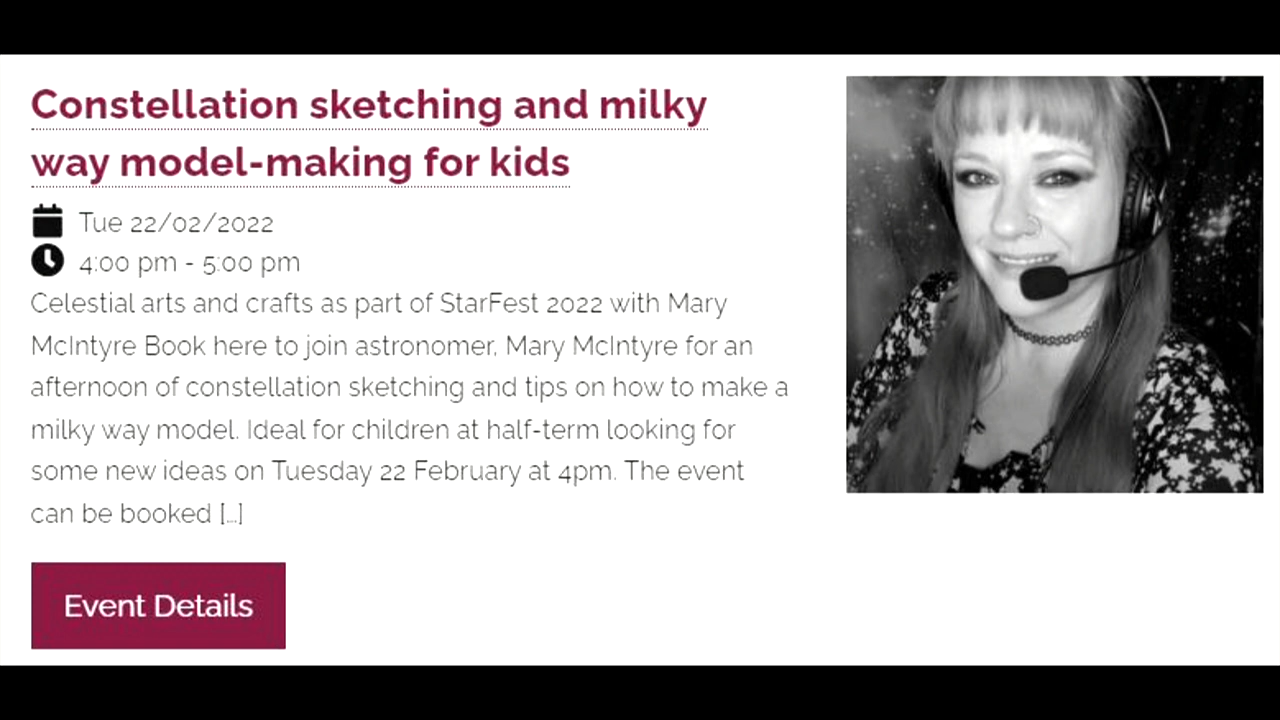 Constellation sketching and milky
way model-making for kids
Tue 22/02/2022
4:00 pm - 5:00 pm
Celestial arts and crafts as part of StarFest 2022 with Mary
McIntyre Book here to join astronomer, Mary McIntyre for an
afternoon of constellation sketching and tips on how to make a
milky way model. Ideal for children at half-term looking for
some new ideas on Tuesday 22 February at 4pm. The event
can be booked [...]
Event Details